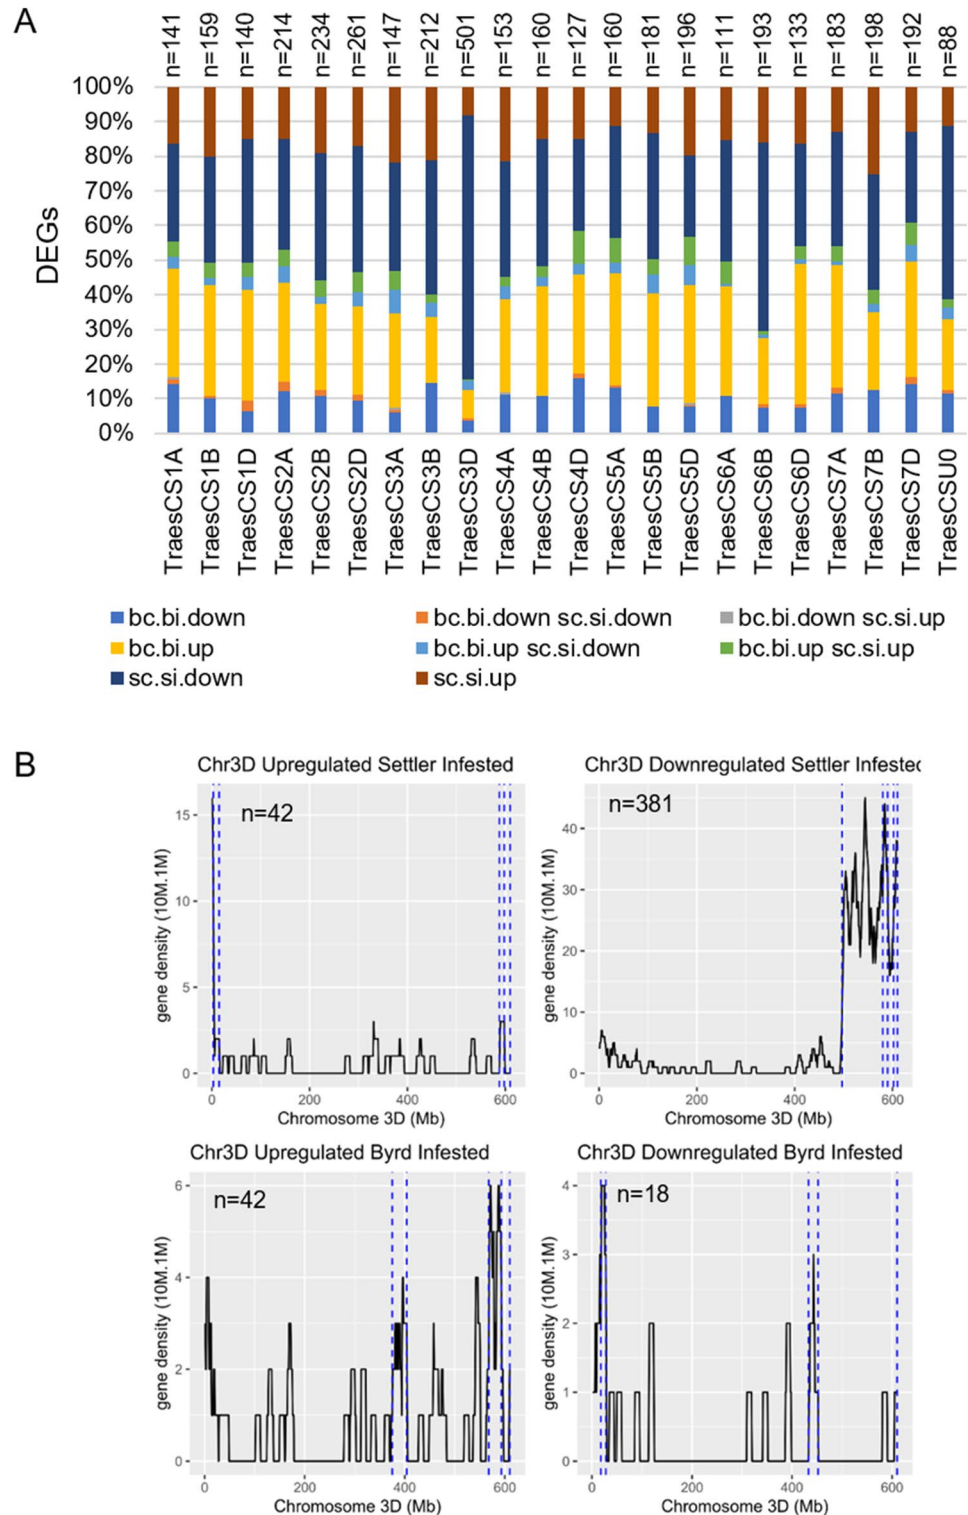 A
n=141 n=159 n=140 n=214 n=234 n=261 n=147 n=212 n=501 n=153 n=160 n=127 n=160 n=181 n=196 n=111 n=193 n=133 n=183 n=198 n=192 n=88
100%
90%
80%
70%
60%
50%
40%
30%
20%
10%
0%
DEGs
TraesCS1A TraesCS1B TraesCS1D TraesCS2A TraesCS2B TraesCS2D TraesCS3A TraesCS3B TraesCS3D TraesCS4A TraesCS4B TraesCS4D TraesCS5A TraesCS5B TraesCS5D TraesCS6A TraesCS6B TraesCS6D TraesCS7A TraesCS7B TraesCS7D TraesCSU0
bc.bi.down bc.bi.down sc.si.down bc.bi.down sc.si.up
bc.bi.up bc.bi.up sc.si.down bc.bi.up sc.si.up
sc.si.down sc.si.up
B
Chr3D Upregulated Settler Infested
n=42
15
10
5
0
gene density (10M.1M)
0 200 400 600
Chromosome 3D (Mb)
Chr3D Downregulated Settler Infested
n=381
40
30
20
10
0
gene density (10M.1M)
0 200 400 600
Chromosome 3D (Mb)
Chr3D Upregulated Byrd Infested
n=42
6
4
2
0
gene density (10M.1M)
0 200 400 600
Chromosome 3D (Mb)
Chr3D Downregulated Byrd Infested
n=18
4
3
2
1
0
gene density (10M.1M)
0 200 400 600
Chromosome 3D (Mb)